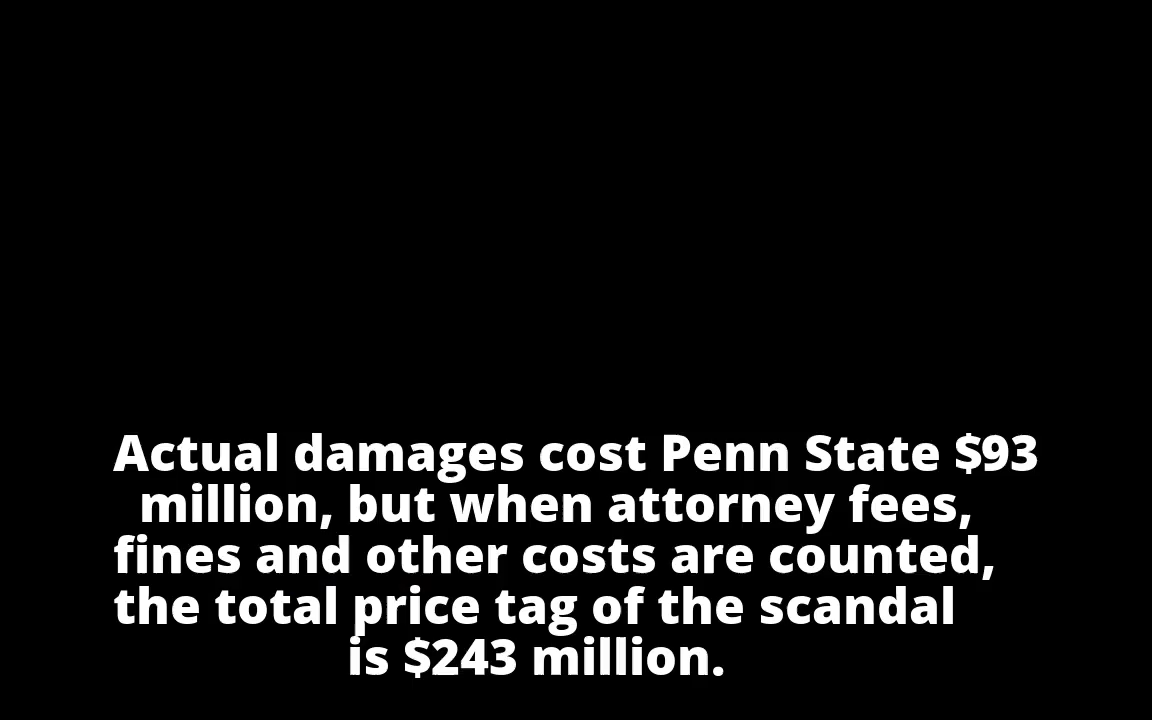 Actual damages cost Penn State $93
million, but when attorney fees,
fines and other costs are counted,
the total price tag of the scandal
is $243 million.